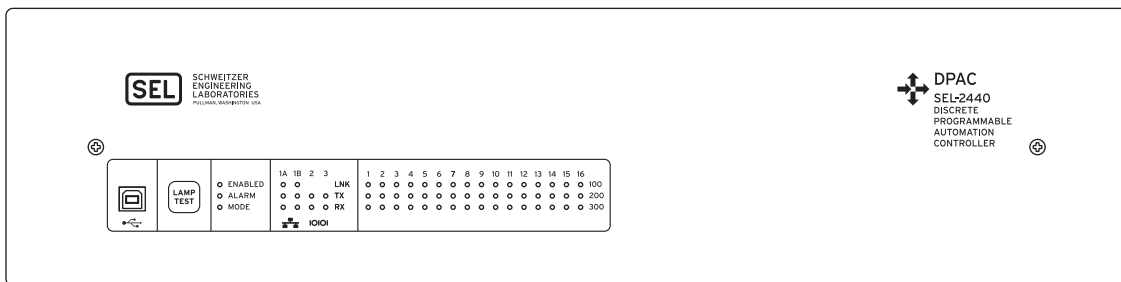 SEL
SCHWEITZER
ENGINEERING
LABORATORIES
PULLMAN, WASHINGTON USA
DPAC
SEL-2440
DISCRETE
PROGRAMMABLE
AUTOMATION
CONTROLLER
LAMP
TEST
ENABLED
ALARM
MODE
1A 1B 2 3
LNK
TX
RX
IOIOI
1 2 3 4 5 6 7 8 9 10 11 12 13 14 15 16
100
200
300